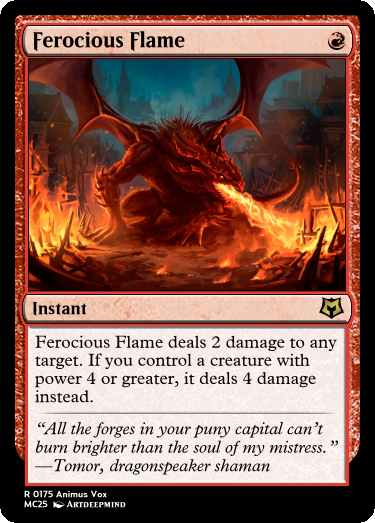 Ferocious Flame
Instant
Ferocious Flame deals 2 damage to any
target. If you control a creature with
power 4 or greater, it deals 4 damage
instead.
“All the forges in your puny capital can’t
burn brighter than the soul of my mistress.”
—Tomor, dragonspeaker shaman
R 0175 Animus Vox
MC25 Artdeepmind